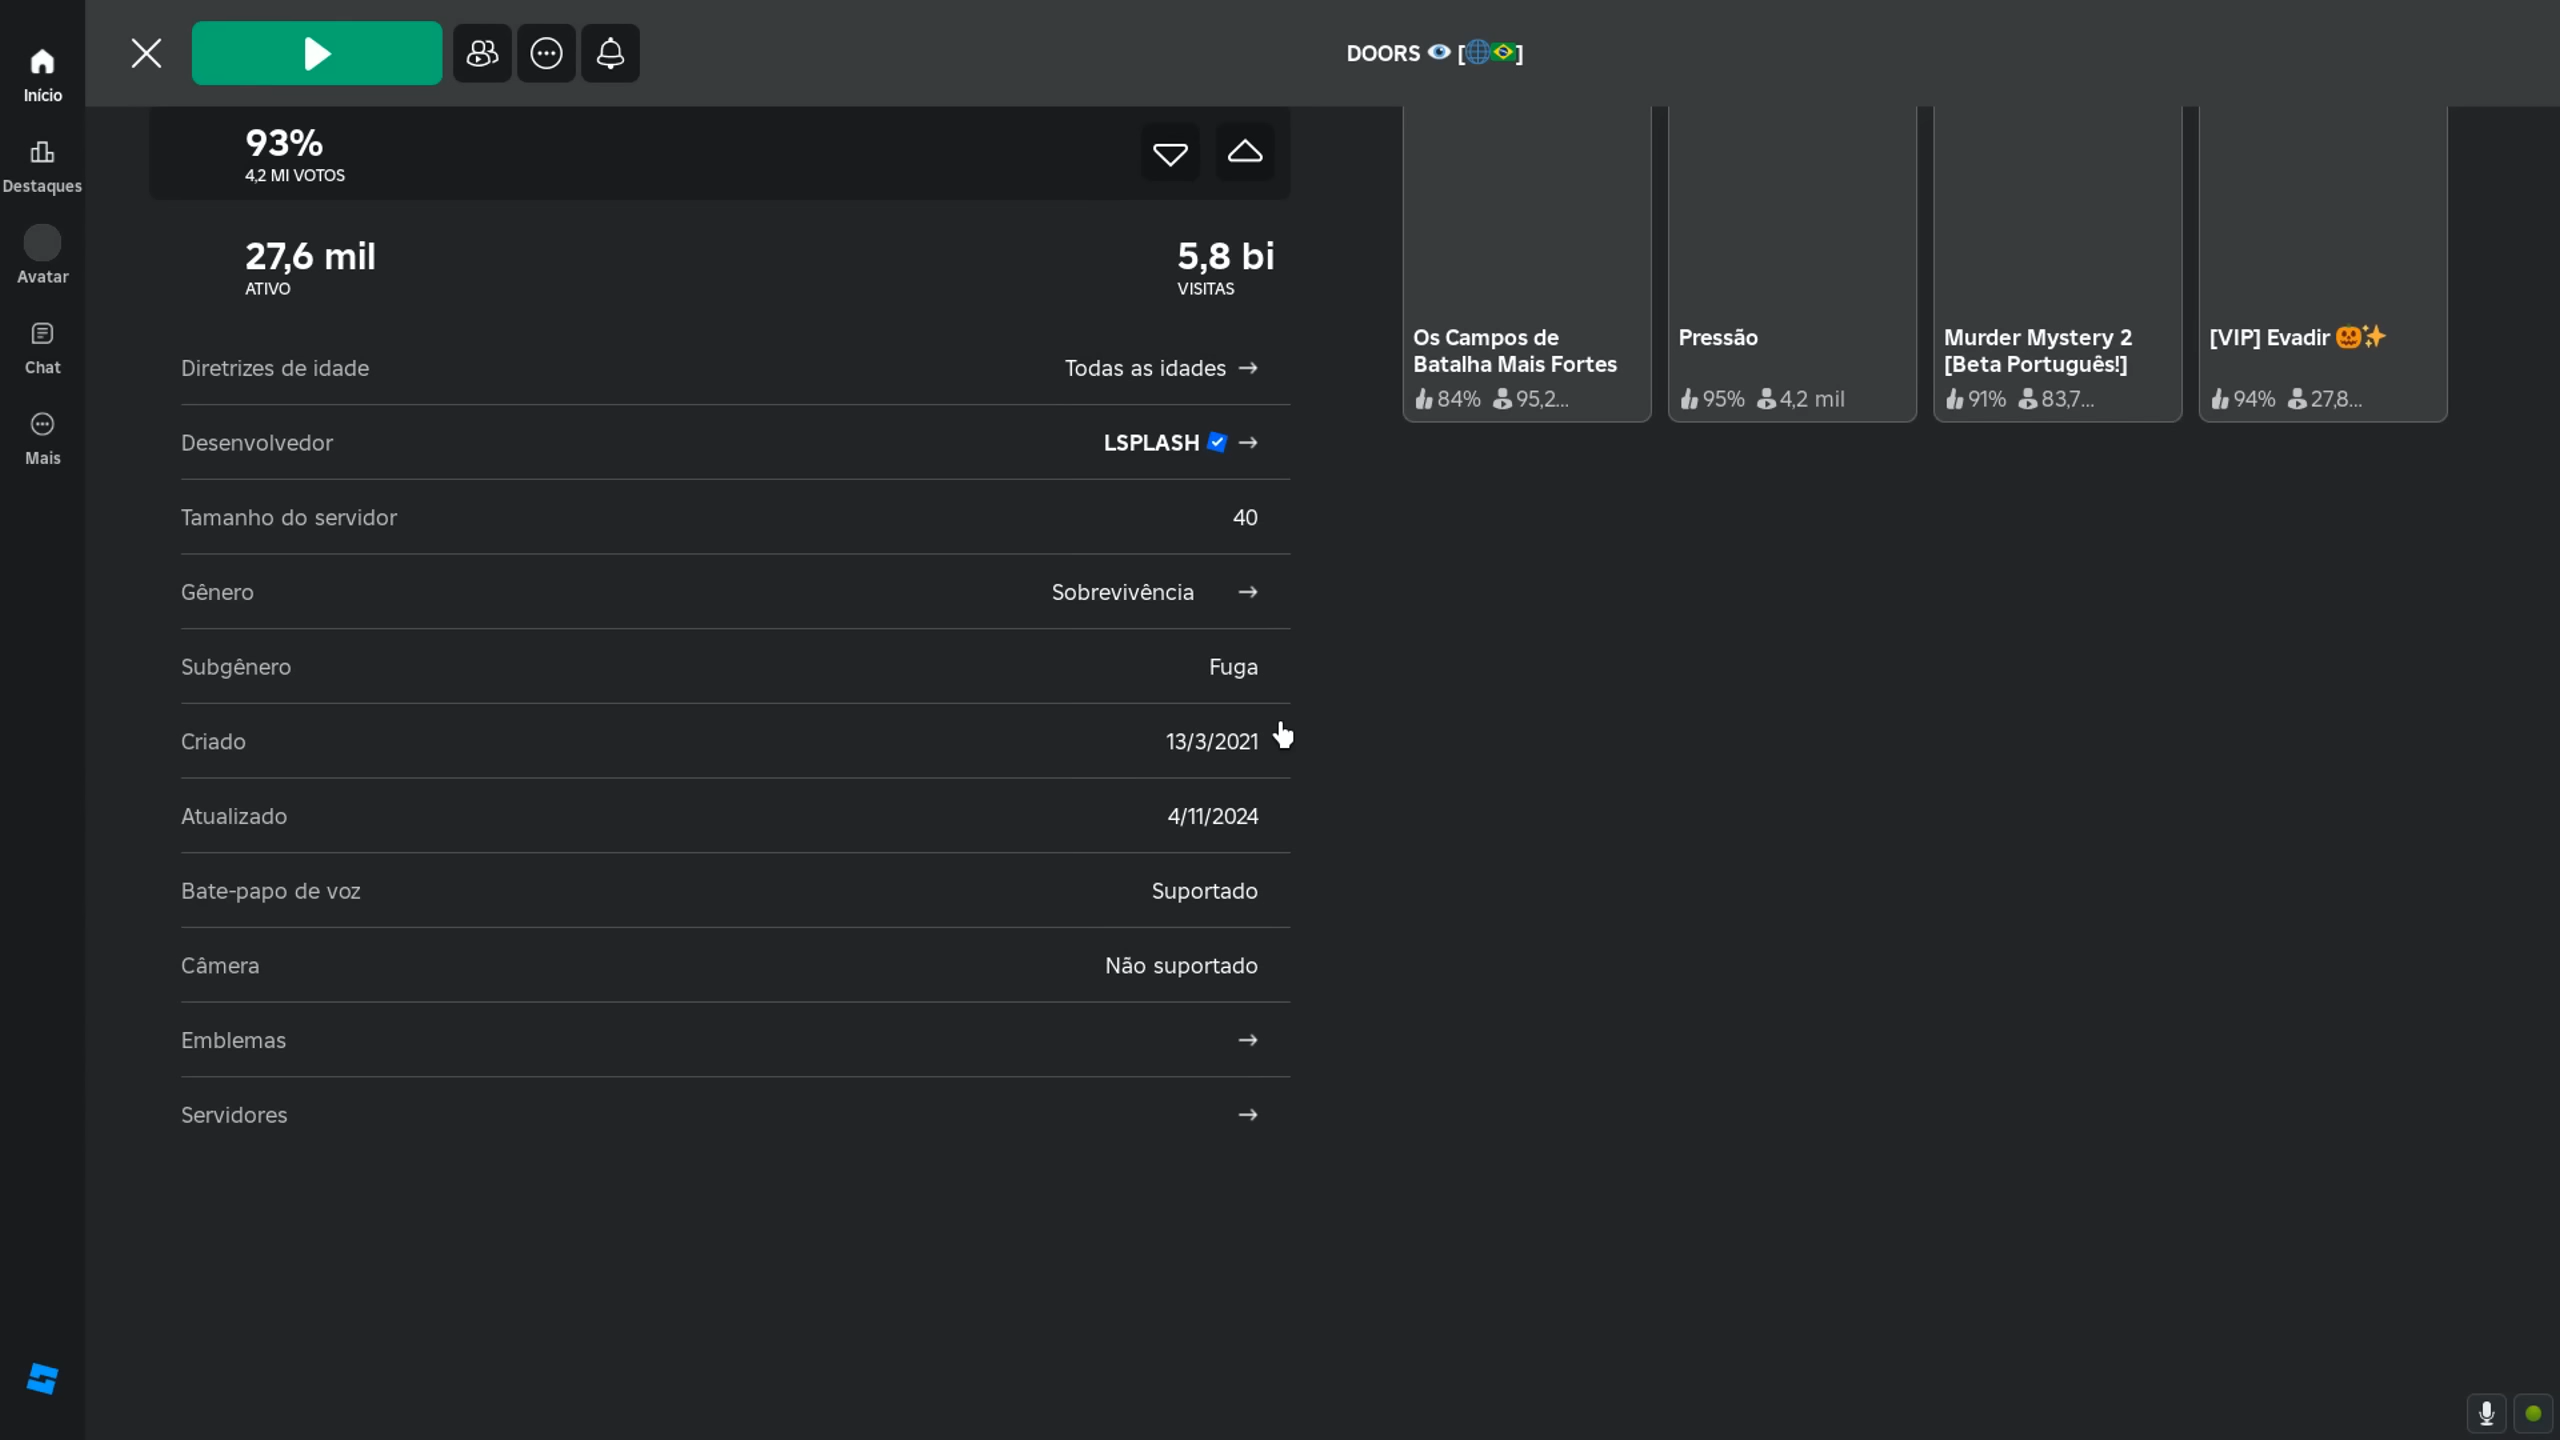 Início
Destaques
Avatar
Chat
Mais
DOORS 👁️ [🌐🇧🇷]
93%
4,2 MI VOTOS
27,6 mil
ATIVO
5,8 bi
VISITAS
Diretrizes de idade
Todas as idades →
Desenvolvedor
LSPLASH →
Tamanho do servidor
40
Gênero
Sobrevivência →
Subgênero
Fuga
Criado
13/3/2021
Atualizado
4/11/2024
Bate-papo de voz
Suportado
Câmera
Não suportado
Emblemas →
Servidores →
Os Campos de
Batalha Mais Fortes
84% 95,2...
Pressão
95% 4,2 mil
Murder Mystery 2
[Beta Português!]
91% 83,7...
[VIP] Evadir 🎃✨
94% 27,8...